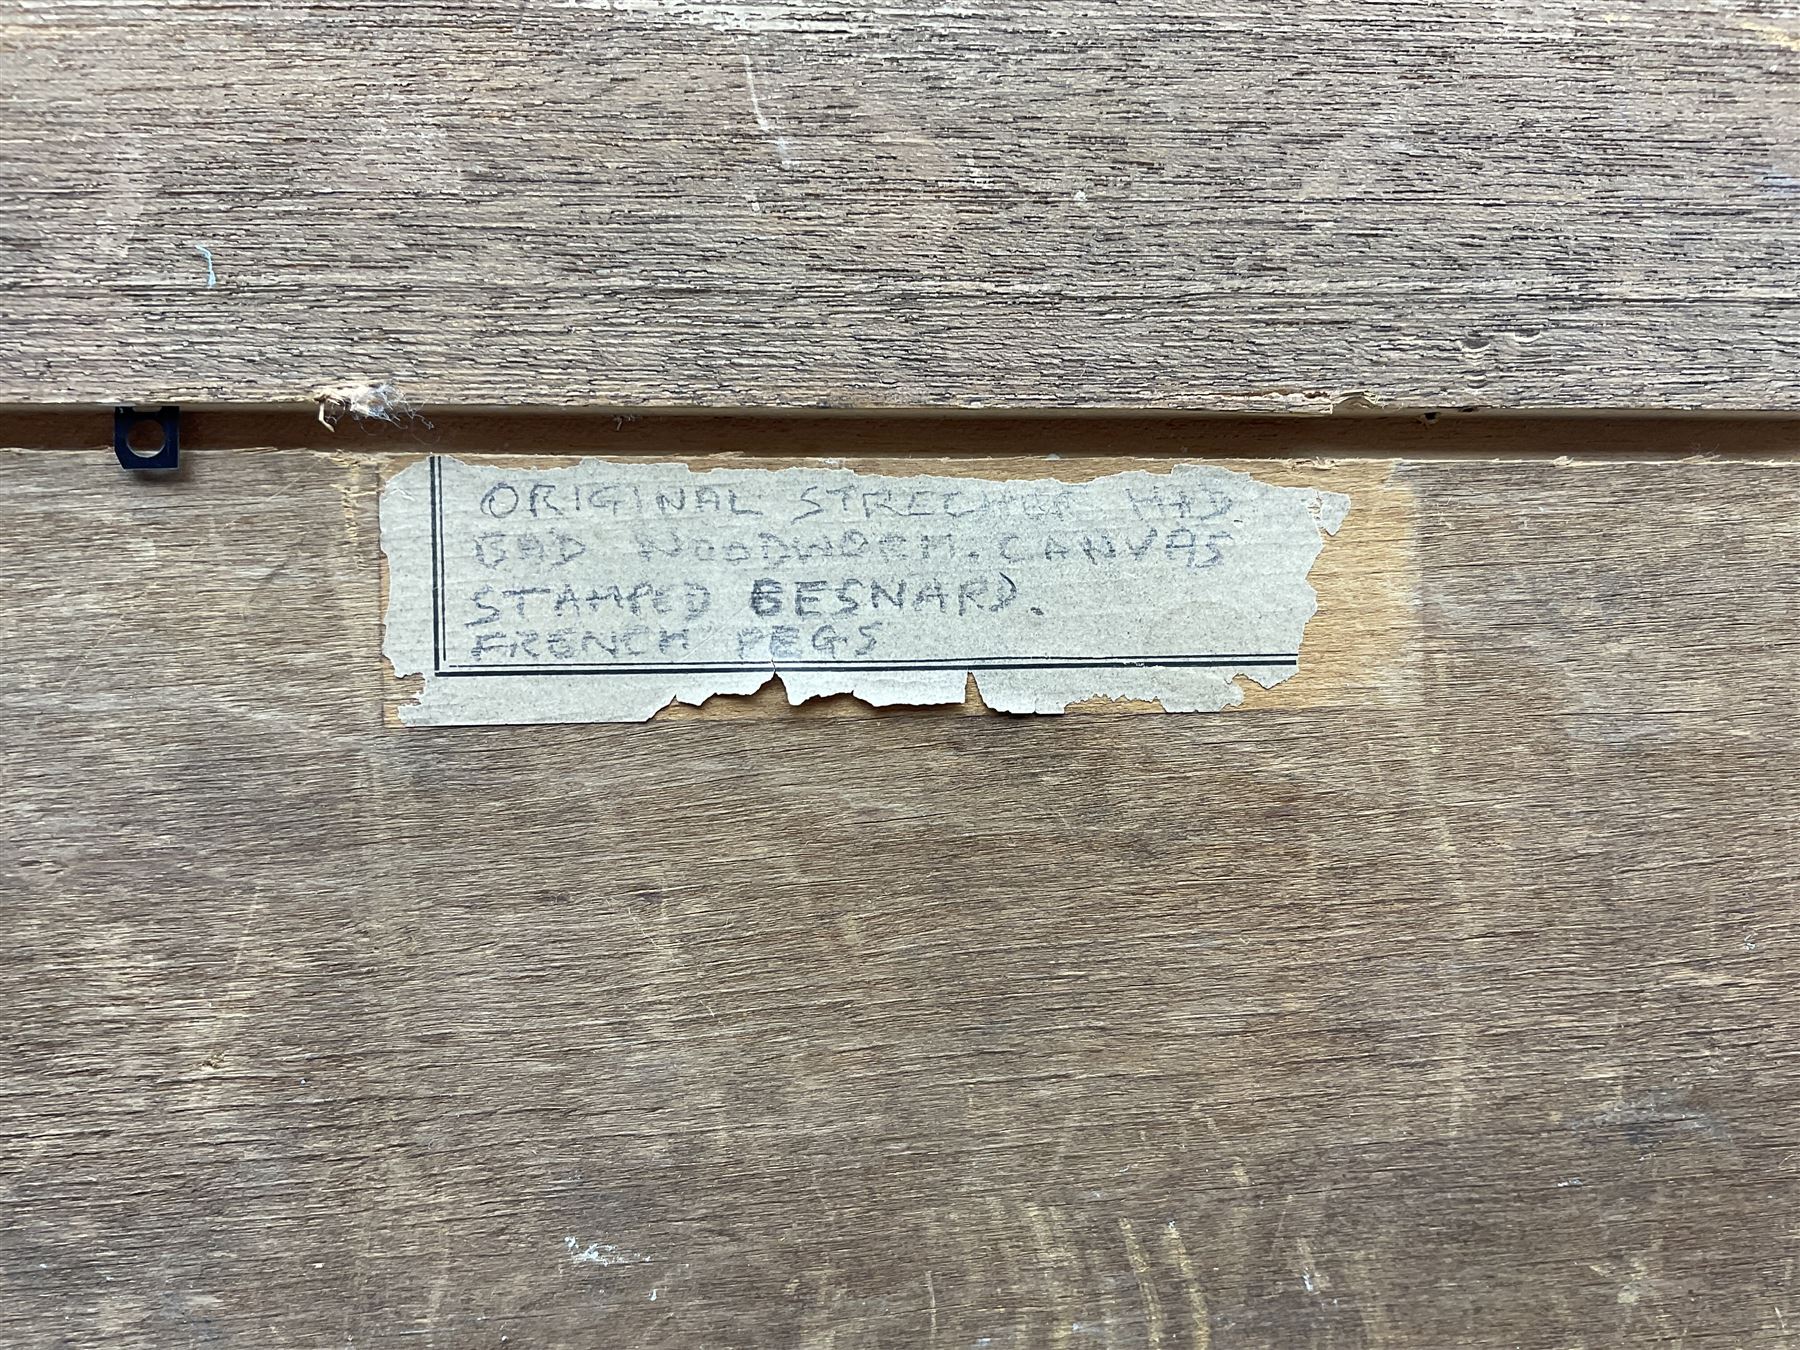 ORIGINAL STRECHER HAD
BAD WOODWORM. CANVAS
STAMPED BESNARD.
FRENCH PEGS